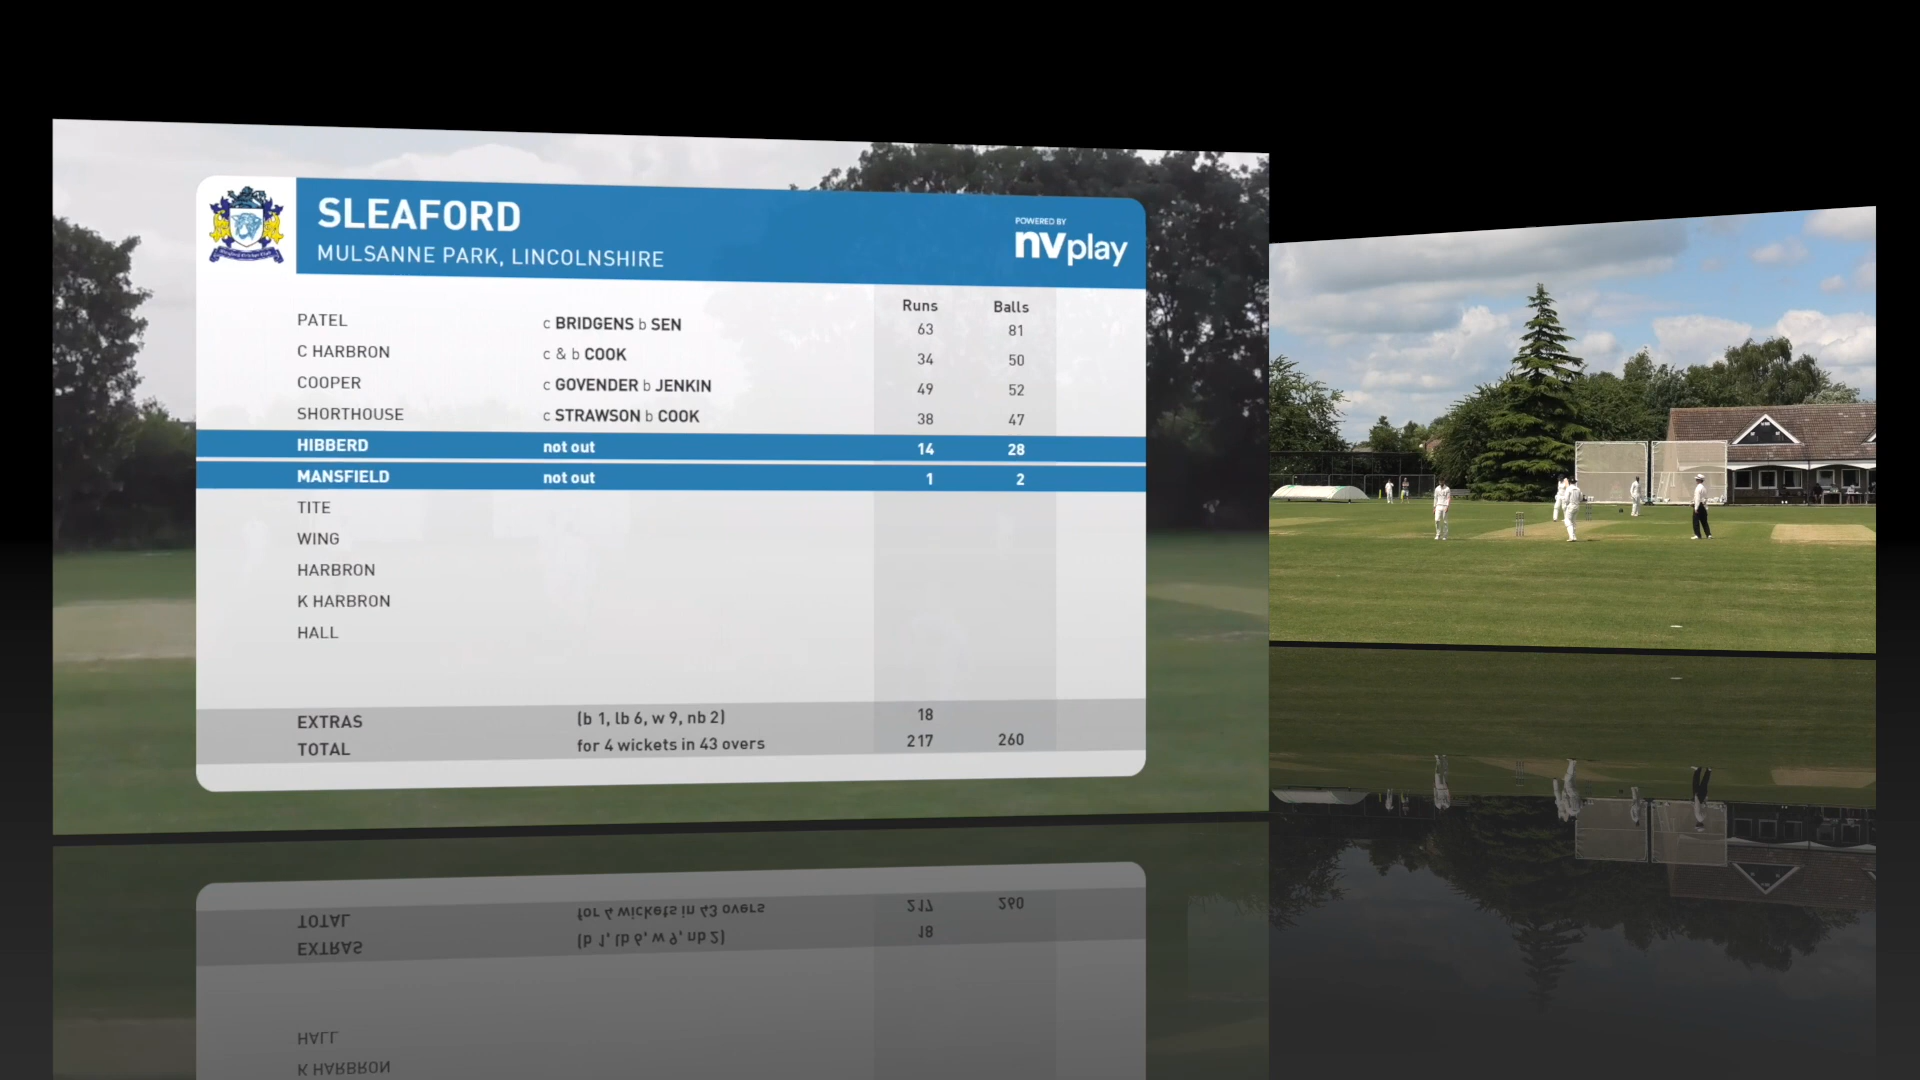 SLEAFORD
MULSANNE PARK, LINCOLNSHIRE
POWERED BY
nvplay
Runs Balls
PATEL c BRIDGENS b SEN 63 81
C HARBRON c & b COOK 34 50
COOPER c GOVENDER b JENKIN 49 52
SHORTHOUSE c STRAWSON b COOK 38 47
HIBBERD not out 14 28
MANSFIELD not out 1 2
TITE
WING
HARBRON
K HARBRON
HALL
EXTRAS (b 1, lb 6, w 9, nb 2) 18
TOTAL for 4 wickets in 43 overs 217 260